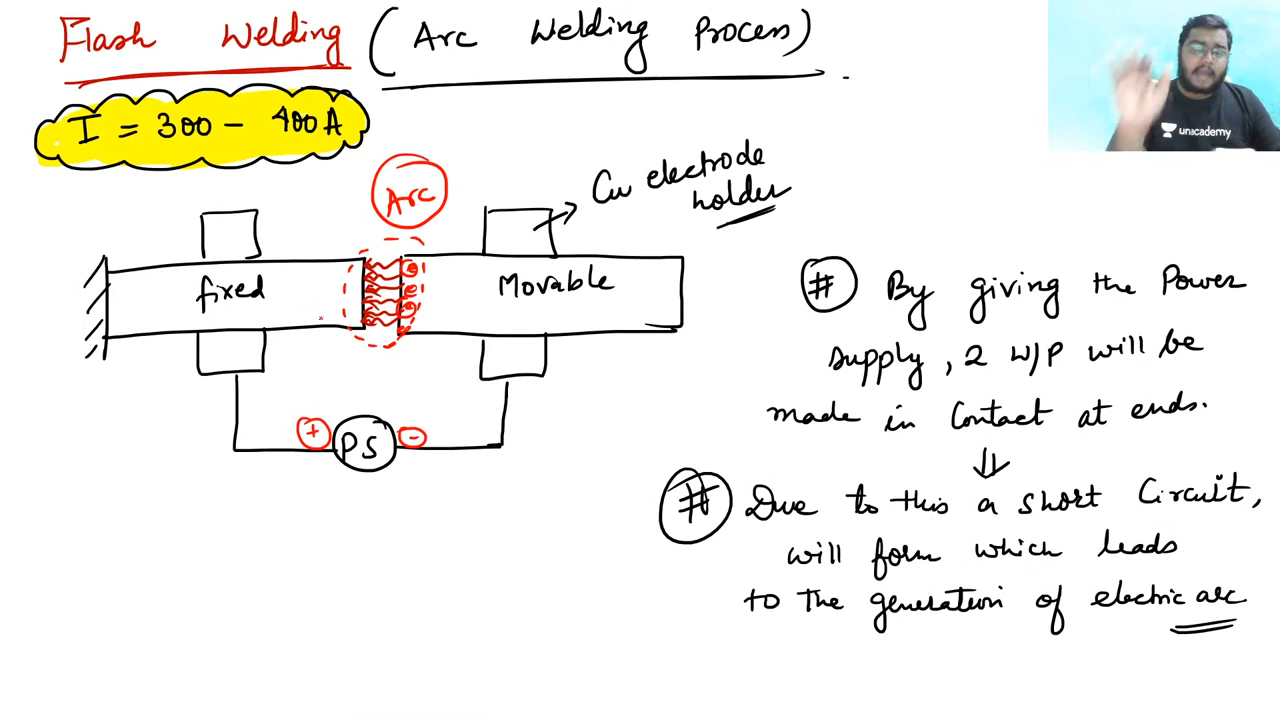 Flash Welding (Arc Welding Process)
I = 300 - 400A
Arc
Cu electrode
holder
unacademy
fixed
Movable
+
PS
-
# By giving the Power
supply, 2 W/P will be
made in Contact at ends.
⇓
# Due to this a short Circuit,
will form which leads
to the generation of electric arc